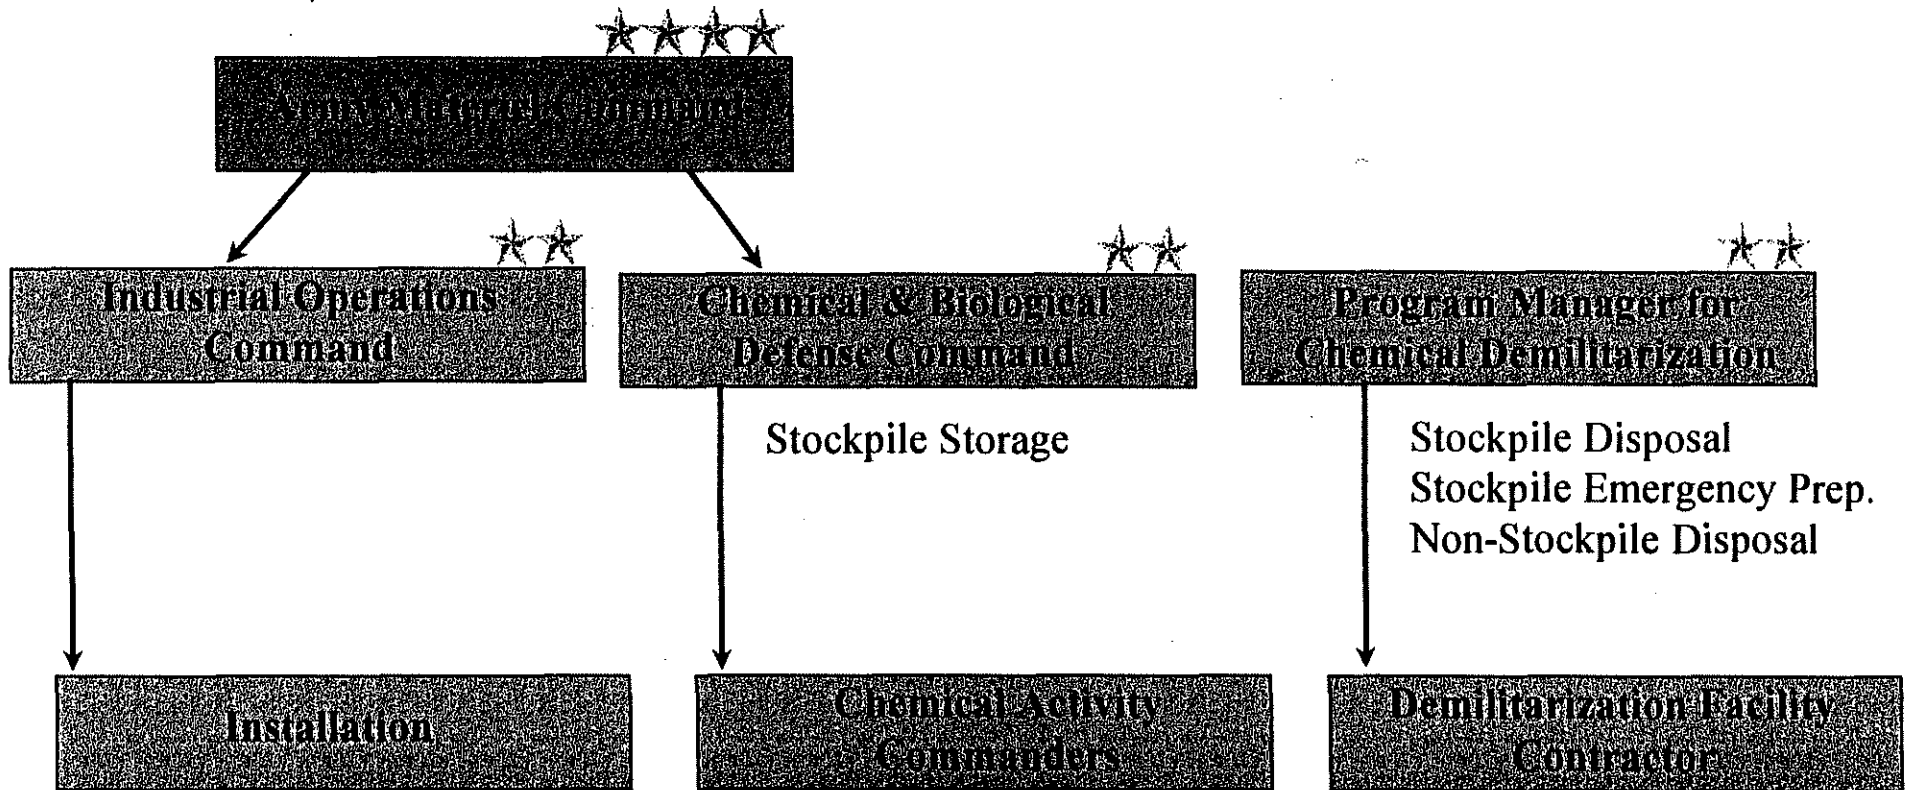 Army Materiel Command
Industrial Operations
Command
Chemical & Biological
Defense Command
Program Manager for
Chemical Demilitarization
Stockpile Storage
Stockpile Disposal
Stockpile Emergency Prep.
Non-Stockpile Disposal
Installation
Chemical Activity
Commanders
Demilitarization Facility
Contractor